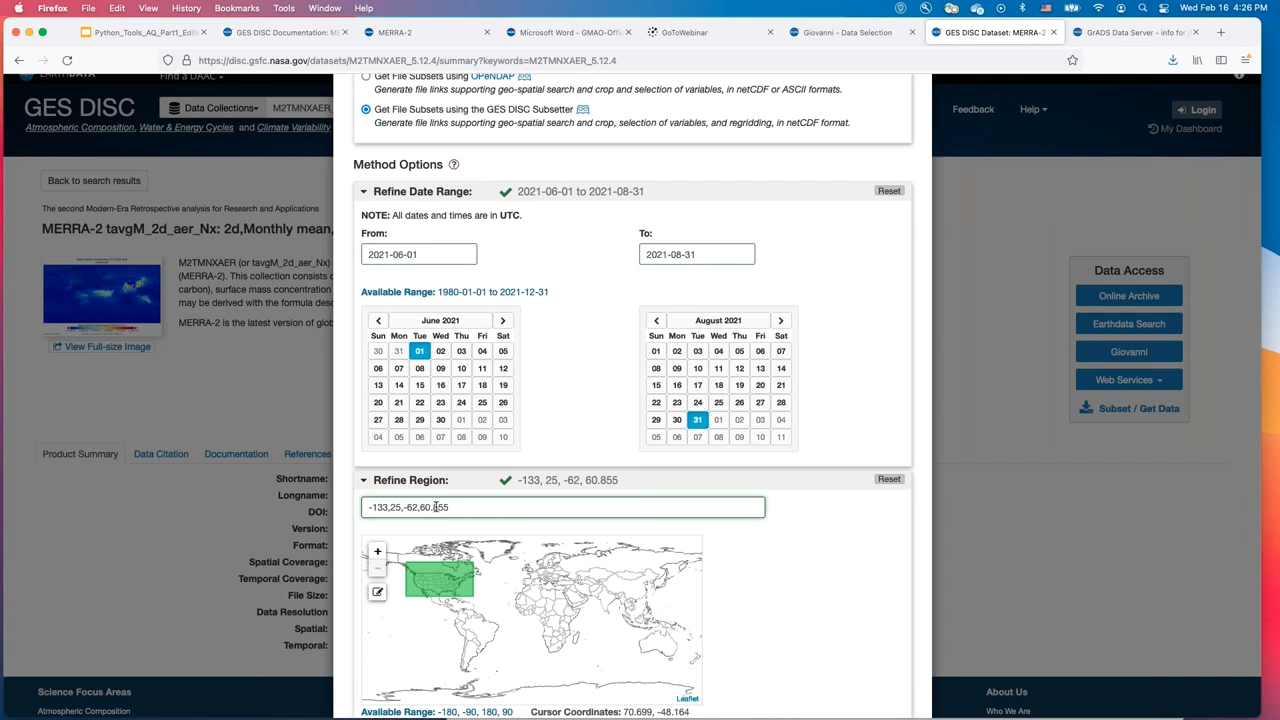 Firefox File Edit View History Bookmarks Tools Window Help Wed Feb 16 4:26 PM
Python_Tools_AQ_Part1_Edit GES DISC Documentation: M MERRA-2 Microsoft Word - GMAO-Offi GoToWebinar Giovanni - Data Selection GES DISC Dataset: MERRA-2 GrADS Data Server - info for
https://disc.gsfc.nasa.gov/datasets/M2TMNXAER_5.12.4/summary?keywords=M2TMNXAER_5.12.4
EARTHDATA Find a DAAC
GES DISC Data Collections M2TMNXAER_ Feedback Help Login
Atmospheric Composition, Water & Energy Cycles and Climate Variability My Dashboard
Get File Subsets using OPeNDAP
Generate file links supporting geo-spatial search and crop and selection of variables, in netCDF or ASCII formats.
Get File Subsets using the GES DISC Subsetter
Generate file links supporting geo-spatial search and crop, selection of variables, and regridding, in netCDF format.
Method Options ?
Refine Date Range: 2021-06-01 to 2021-08-31 Reset
NOTE: All dates and times are in UTC.
From: To:
2021-06-01 2021-08-31
Available Range: 1980-01-01 to 2021-12-31
June 2021 August 2021
Sun Mon Tue Wed Thu Fri Sat Sun Mon Tue Wed Thu Fri Sat
30 31 01 02 03 04 05 01 02 03 04 05 06 07
06 07 08 09 10 11 12 08 09 10 11 12 13 14
13 14 15 16 17 18 19 15 16 17 18 19 20 21
20 21 22 23 24 25 26 22 23 24 25 26 27 28
27 28 29 30 01 02 03 29 30 31 01 02 03 04
04 05 06 07 08 09 10 05 06 07 08 09 10 11
Refine Region: -133, 25, -62, 60.855 Reset
-133,25,-62,60.855
+
−
Leaflet
Available Range: -180, -90, 180, 90 Cursor Coordinates: 70.699, -48.164
Back to search results
The second Modern-Era Retrospective analysis for Research and Applications
MERRA-2 tavgM_2d_aer_Nx: 2d,Monthly mean,
M2TMNXAER (or tavgM_2d_aer_Nx)
(MERRA-2). This collection consists
carbon), surface mass concentration
may be derived with the formula desc
MERRA-2 is the latest version of glob
View Full-size Image
Product Summary Data Citation Documentation References
Shortname:
Longname:
DOI:
Version:
Format:
Spatial Coverage:
Temporal Coverage:
File Size:
Data Resolution
Spatial:
Temporal:
Data Access
Online Archive
Earthdata Search
Giovanni
Web Services
Subset / Get Data
Science Focus Areas About Us
Atmospheric Composition Who We Are